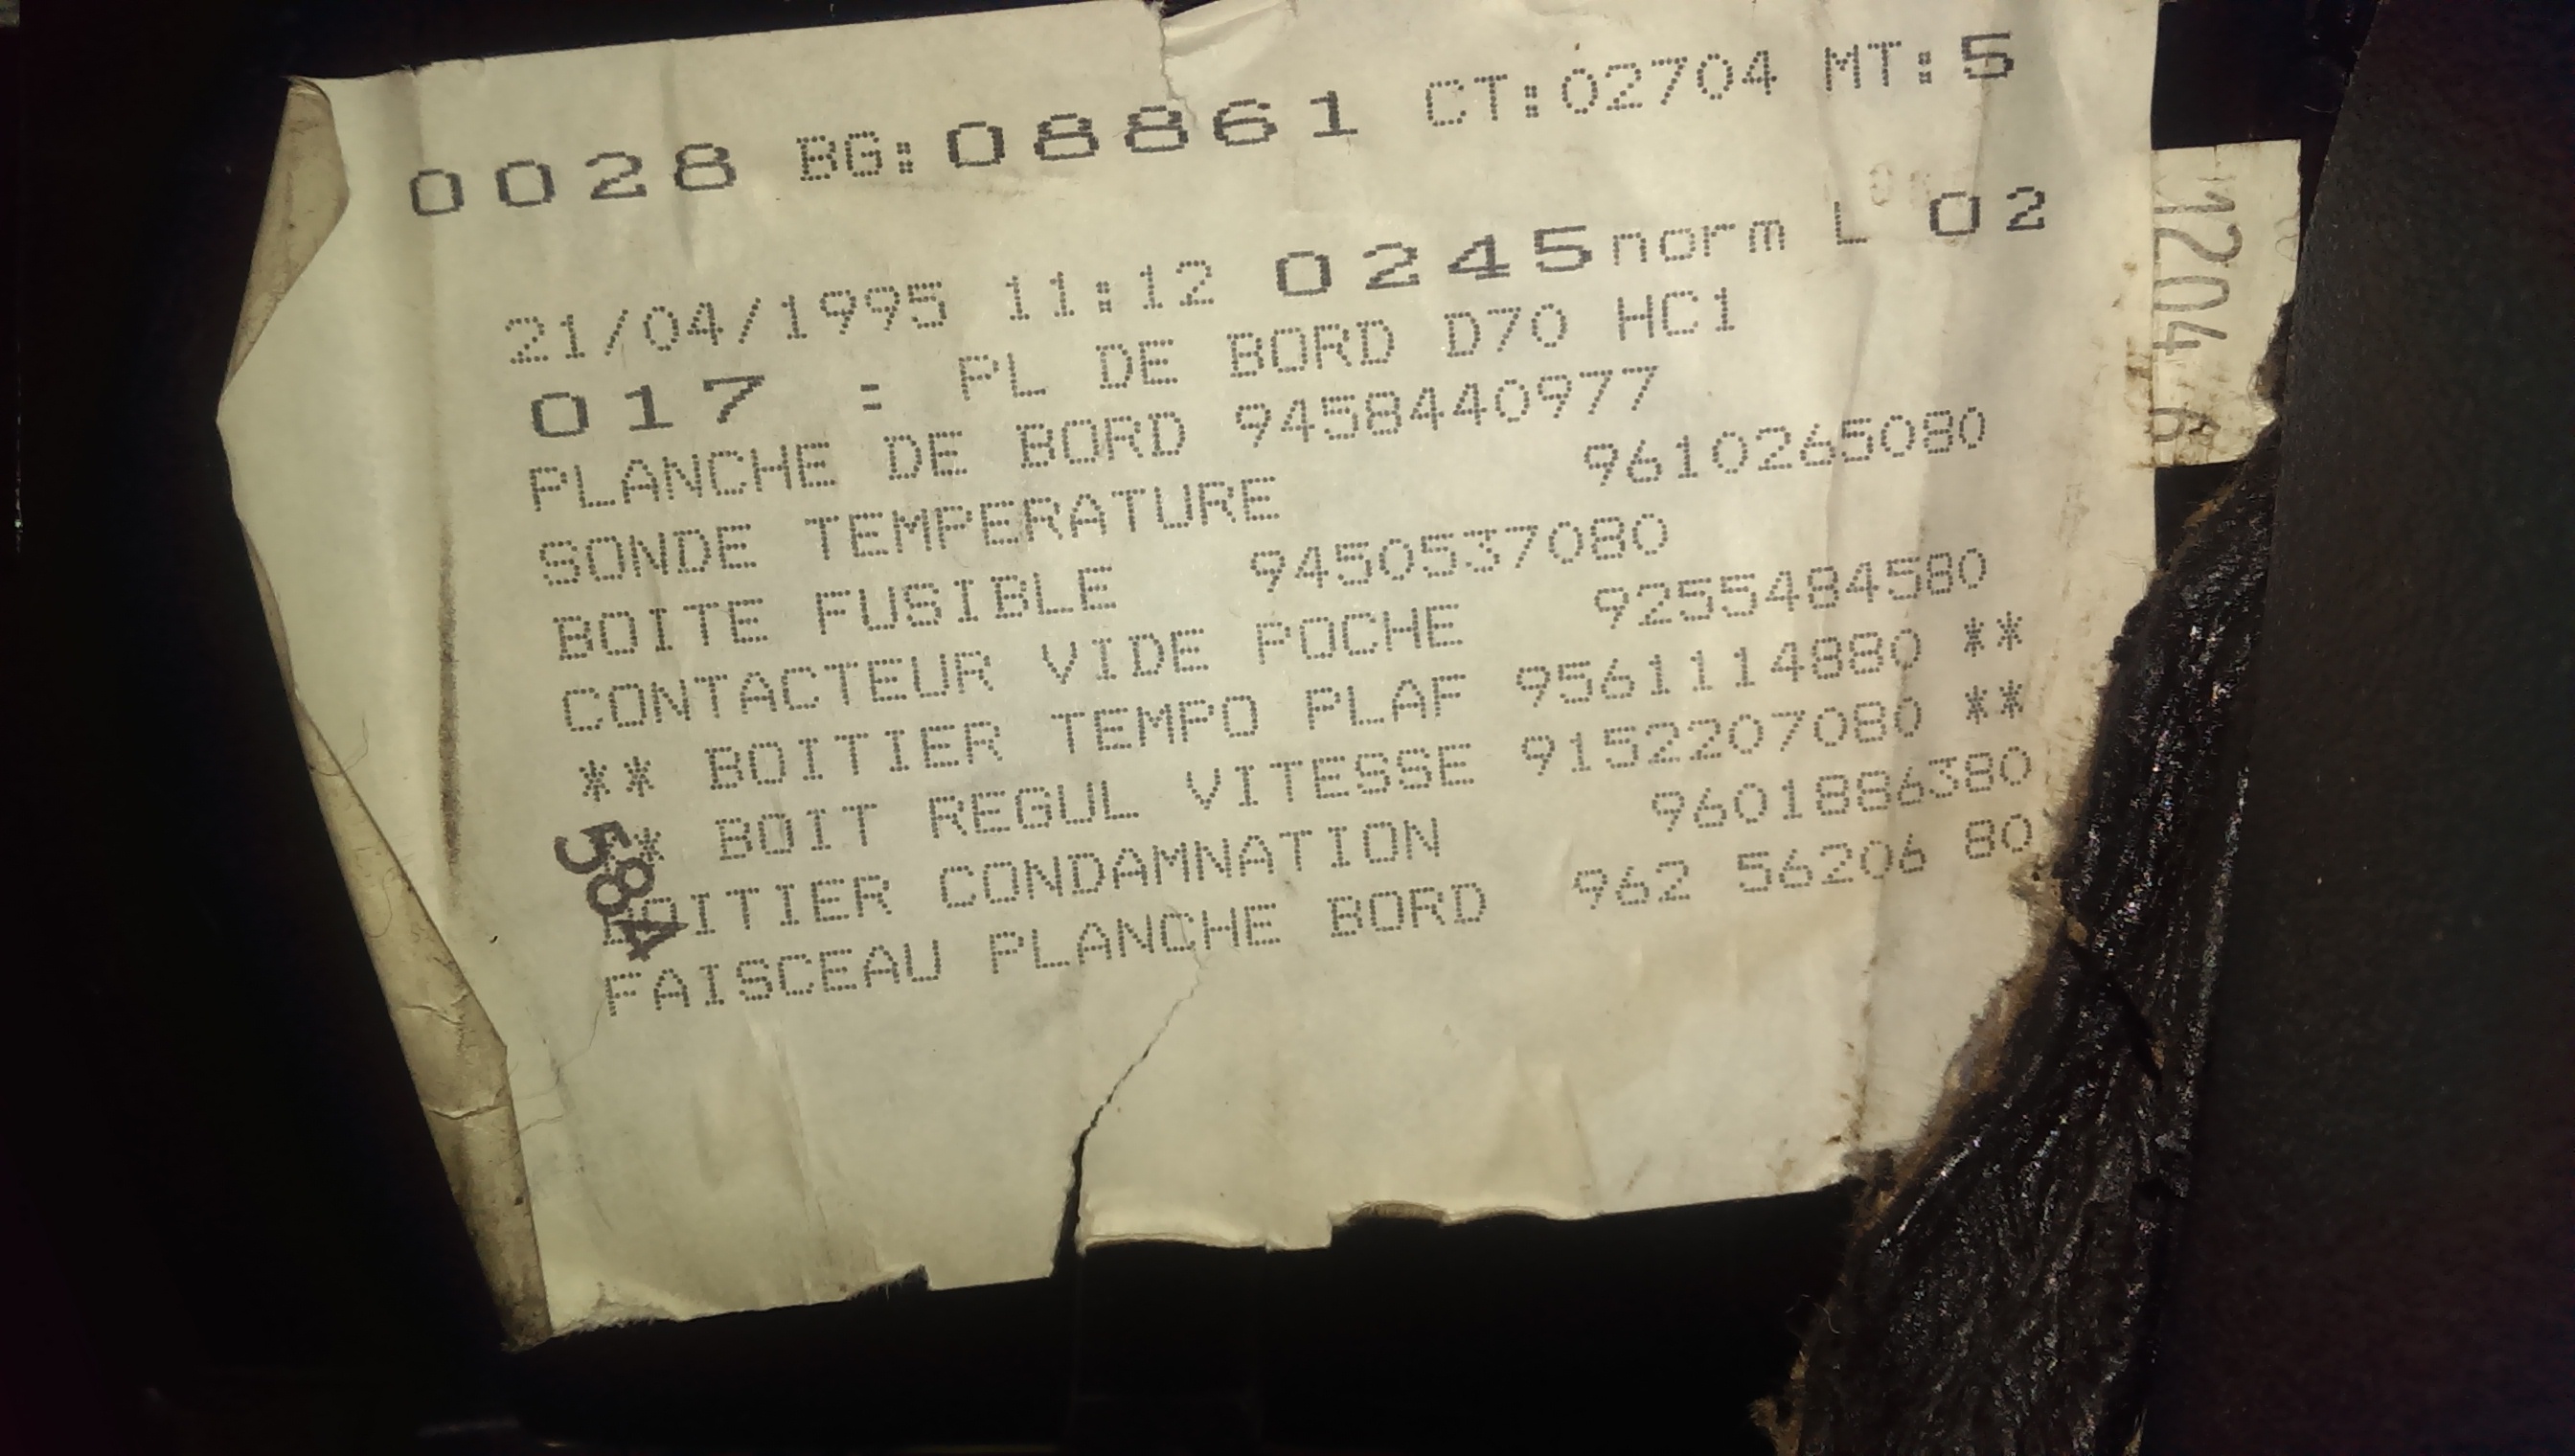 0028 BG:08861 CT:02704 MT:5
21/04/1995 11:12 0245norm L 02
017 : PL DE BORD D70 HC1
PLANCHE DE BORD 9458440977
SONDE TEMPERATURE 9610265080
BOITE FUSIBLE 9450537080
CONTACTEUR VIDE POCHE 9255484580
** BOITIER TEMPO PLAF 9561114880 **
** BOIT REGUL VITESSE 9152207080 **
BOITIER CONDAMNATION 9601886380
FAISCEAU PLANCHE BORD 962 56206 80
584
1204